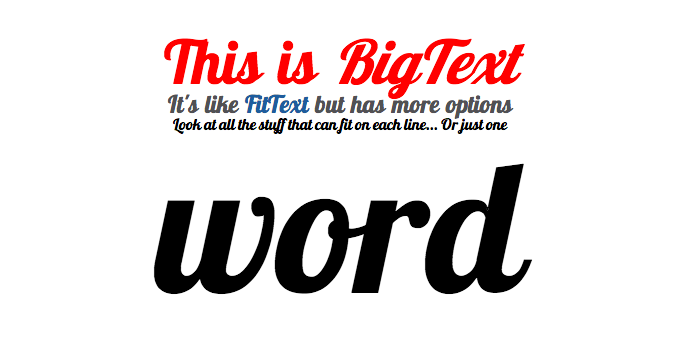 This is BigText
It's like FitText but has more options
Look at all the stuff that can fit on each line... Or just one
word